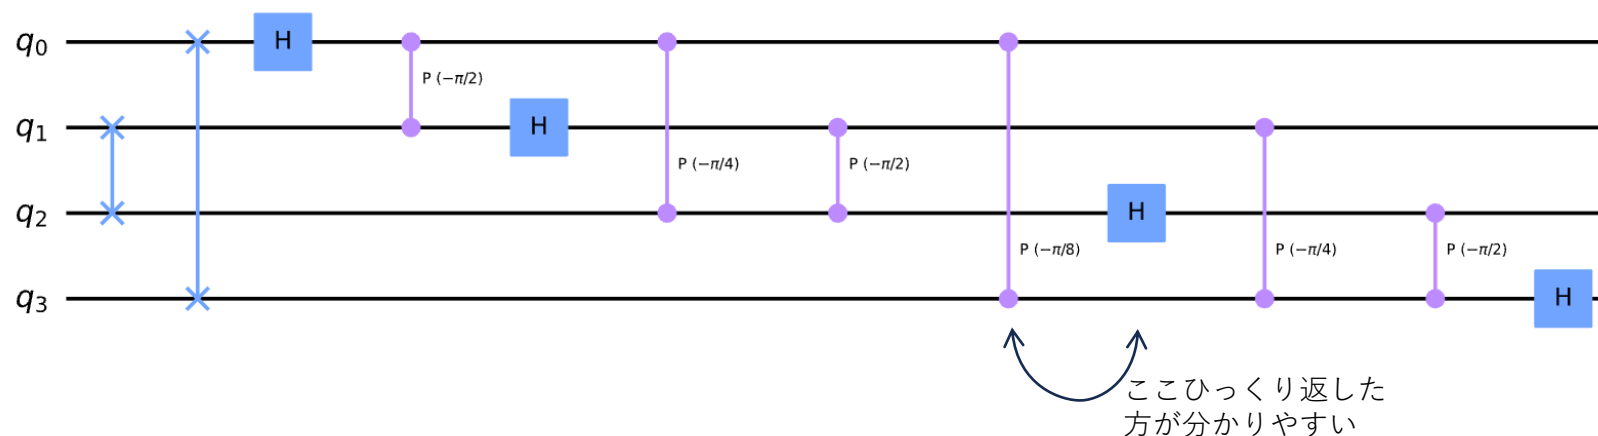 q0 H
P (−π/2)
q1 H
P (−π/4) P (−π/2)
q2 H
P (−π/8) P (−π/4) P (−π/2)
q3 H
ここひっくり返した
方が分かりやすい